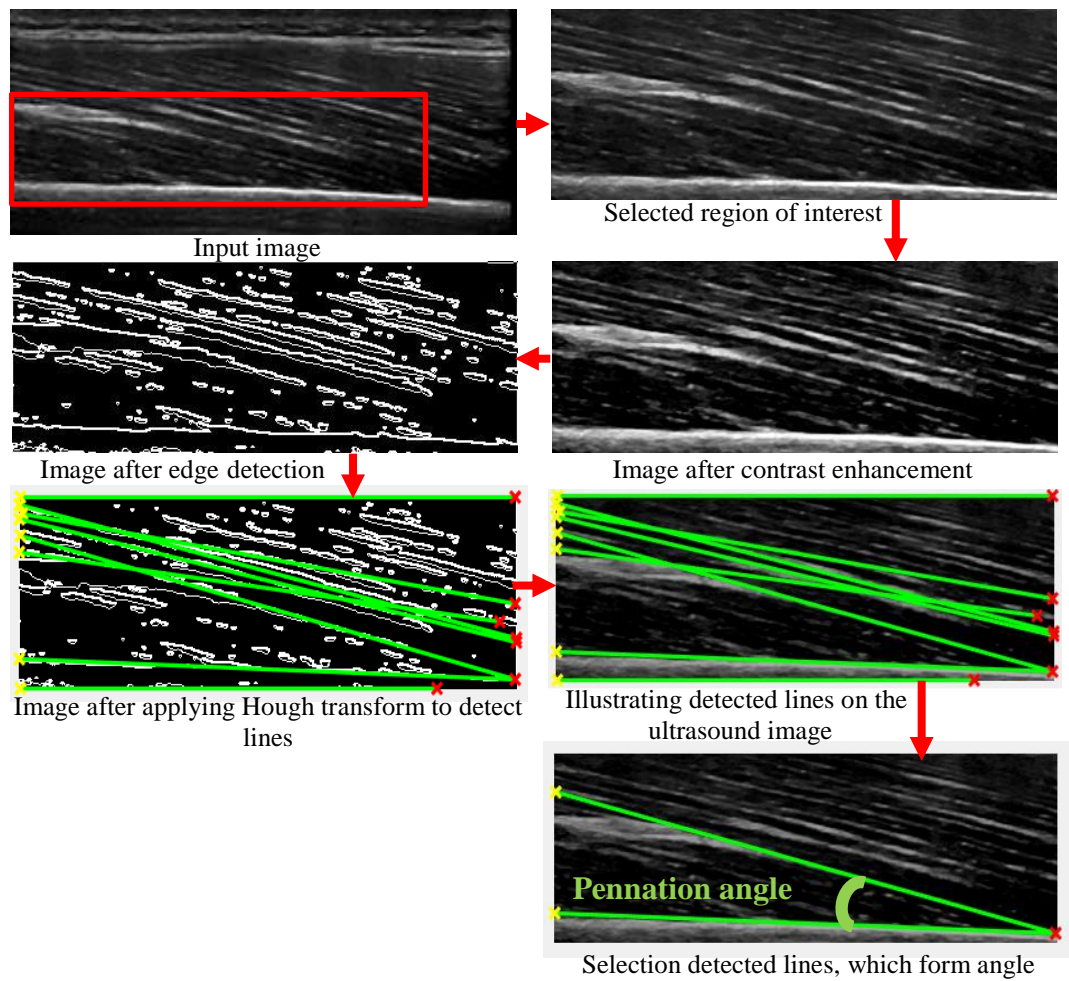 Input image
Selected region of interest
Image after edge detection
Image after contrast enhancement
Image after applying Hough transform to detect
lines
Illustrating detected lines on the
ultrasound image
Pennation angle
Selection detected lines, which form angle